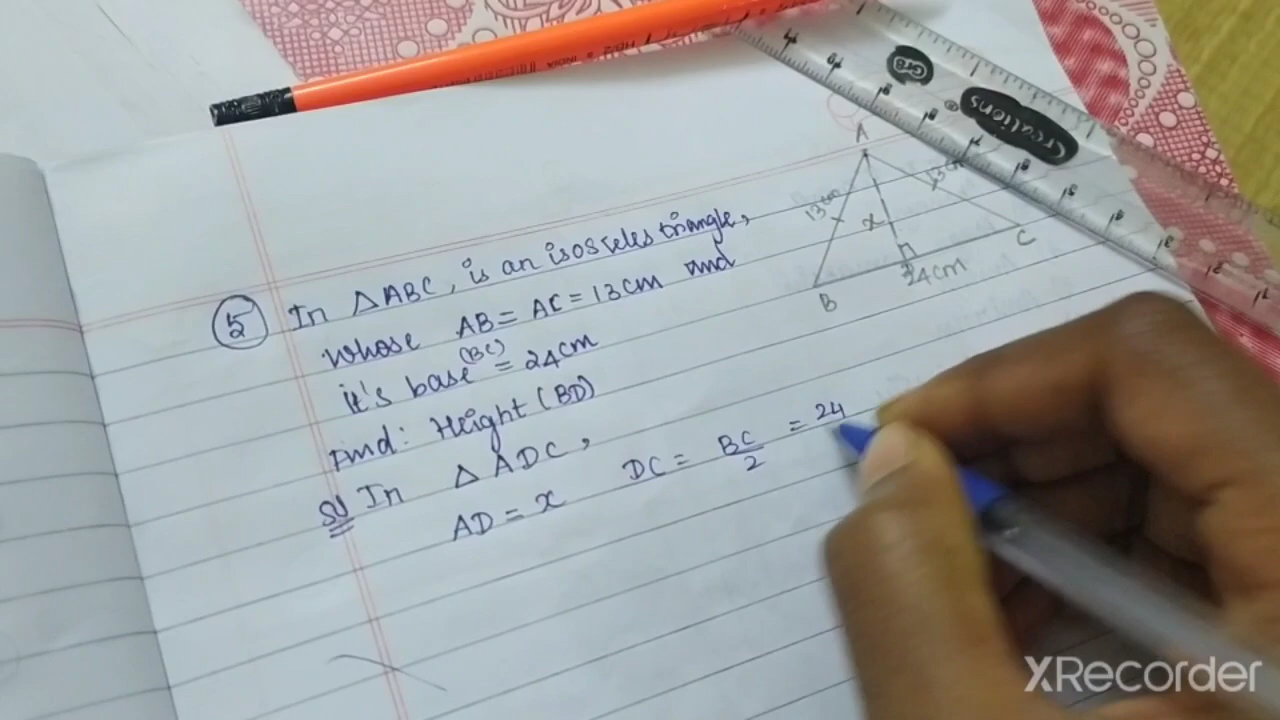 A
13cm
13cm
x
B
24cm
C
5 In △ABC, is an isosceles triangle,
whose AB = AC = 13cm and
it's base (BC) = 24cm
Find: Height (BD)
Sol In △ADC,
AD = x DC = BC/2 = 24
GFB
Creations
XRecorder